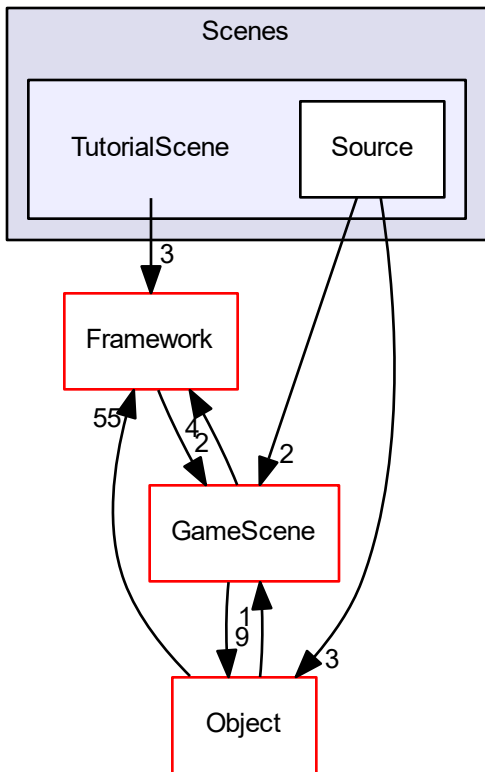 Scenes
TutorialScene
Source
3
Framework
55
4
2
2
GameScene
1
9
3
Object